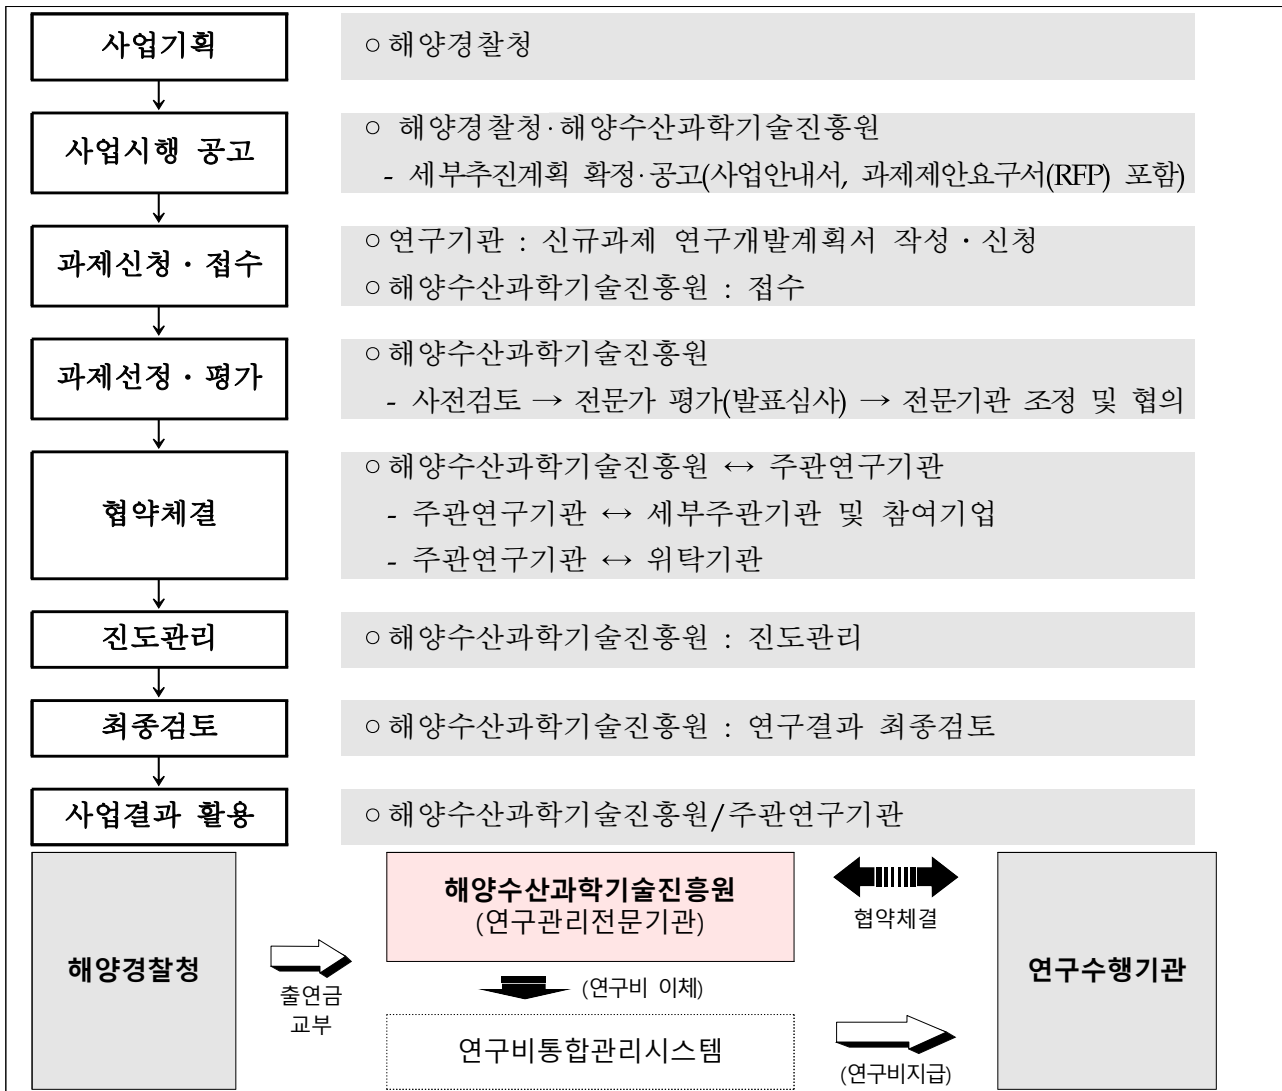 사업기획
○ 해양경찰청
사업시행 공고
○ 해양경찰청·해양수산과학기술진흥원
- 세부추진계획 확정·공고(사업안내서, 과제제안요구서(RFP) 포함)
과제신청·접수
○ 연구기관 : 신규과제 연구개발계획서 작성·신청
○ 해양수산과학기술진흥원 : 접수
과제선정·평가
○ 해양수산과학기술진흥원
- 사전검토 → 전문가 평가(발표심사) → 전문기관 조정 및 협의
협약체결
○ 해양수산과학기술진흥원 ↔ 주관연구기관
- 주관연구기관 ↔ 세부주관기관 및 참여기업
- 주관연구기관 ↔ 위탁기관
진도관리
○ 해양수산과학기술진흥원 : 진도관리
최종검토
○ 해양수산과학기술진흥원 : 연구결과 최종검토
사업결과 활용
○ 해양수산과학기술진흥원/주관연구기관
해양경찰청
출연금
교부
해양수산과학기술진흥원
(연구관리전문기관)
(연구비 이체)
연구비통합관리시스템
협약체결
(연구비지급)
연구수행기관